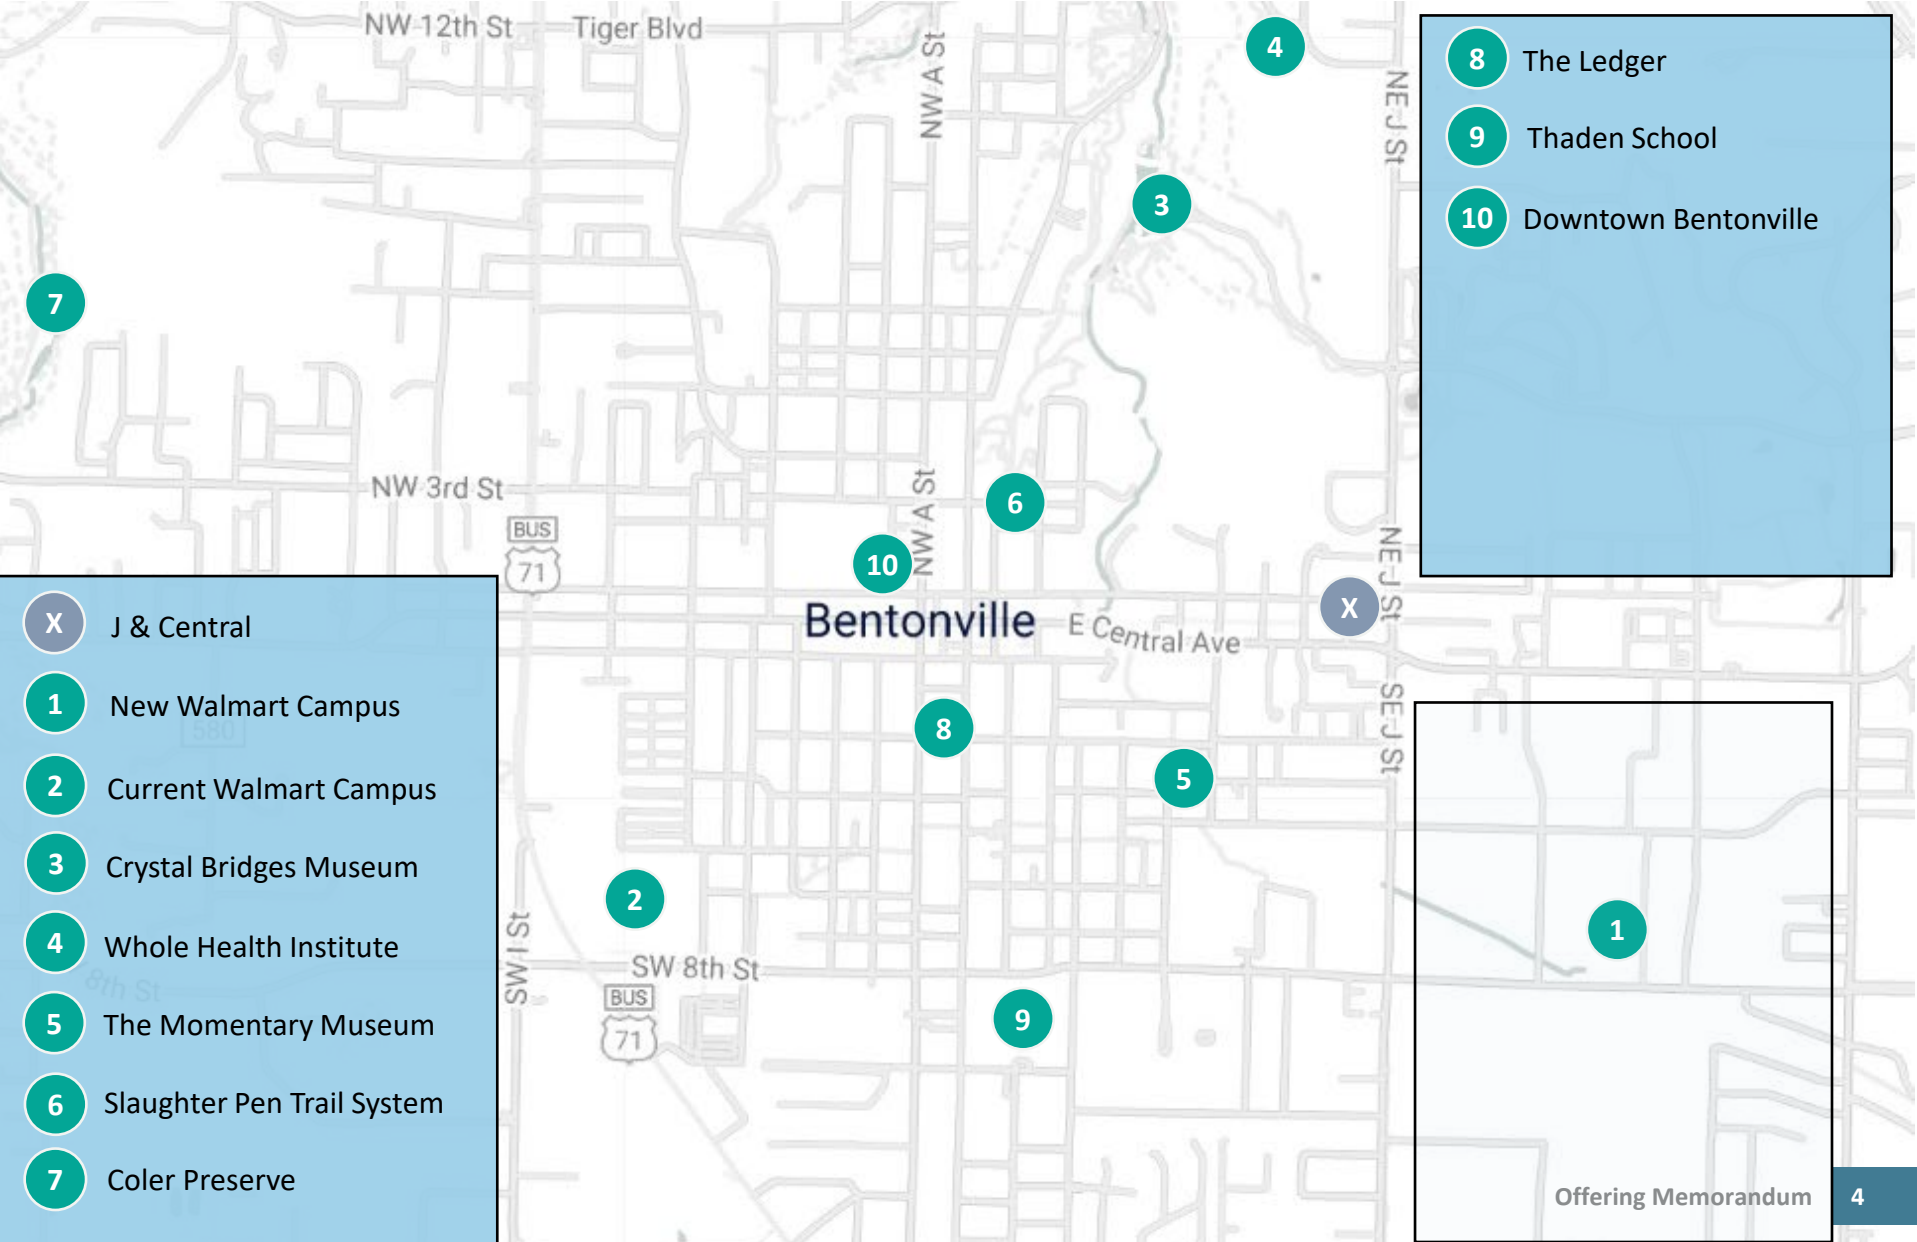 NW 12th St
Tiger Blvd
NW A St
4
NE J St
8 The Ledger
9 Thaden School
10 Downtown Bentonville
3
7
NW 3rd St
NW A St
6
BUS
71
10
NE J St
X
Bentonville
E Central Ave
X J & Central
1 New Walmart Campus
580
2 Current Walmart Campus
3 Crystal Bridges Museum
4 Whole Health Institute
8th St
5 The Momentary Museum
6 Slaughter Pen Trail System
7 Coler Preserve
SE J St
8
5
2
1
SW I St
SW 8th St
BUS
71
9
Offering Memorandum 4